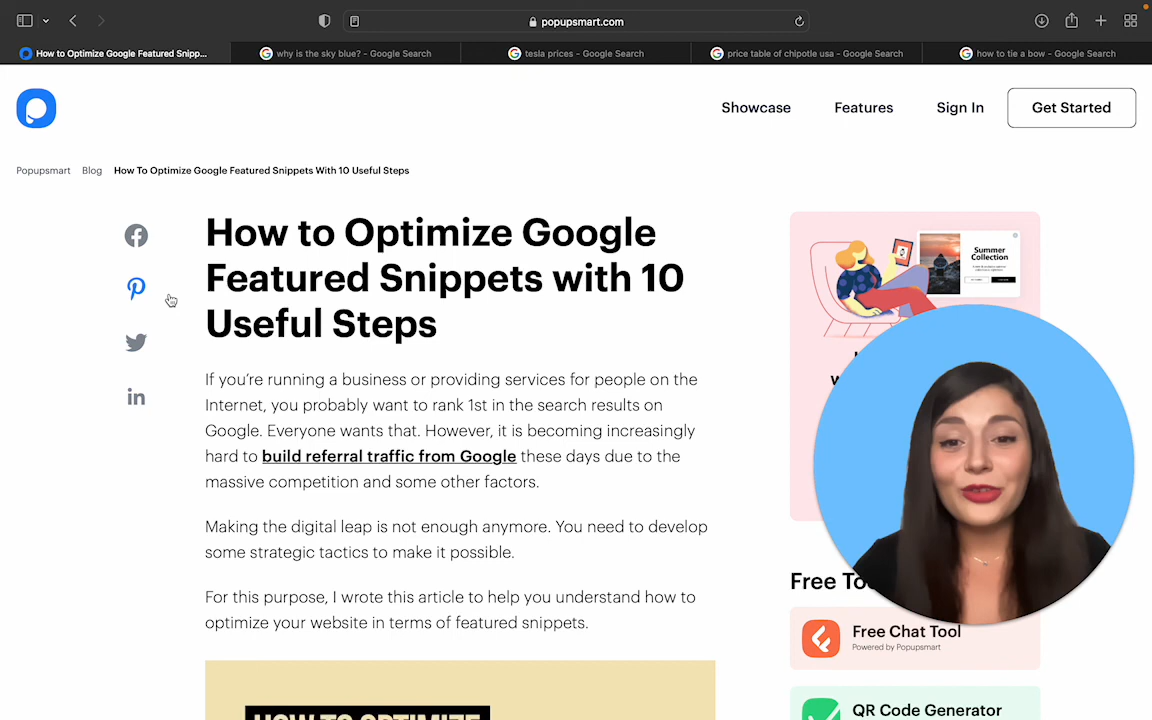 popupsmart.com
How to Optimize Google Featured Snipp...
why is the sky blue? - Google Search
tesla prices - Google Search
price table of chipotle usa - Google Search
how to tie a bow - Google Search
Showcase
Features
Sign In
Get Started
Popupsmart
Blog
How To Optimize Google Featured Snippets With 10 Useful Steps
How to Optimize Google
Featured Snippets with 10
Useful Steps
Summer
Collection
If you're running a business or providing services for people on the
Internet, you probably want to rank 1st in the search results on
Google. Everyone wants that. However, it is becoming increasingly
hard to build referral traffic from Google these days due to the
massive competition and some other factors.
Making the digital leap is not enough anymore. You need to develop
some strategic tactics to make it possible.
For this purpose, I wrote this article to help you understand how to
optimize your website in terms of featured snippets.
HOW TO OPTIMIZE
Free To
Free Chat Tool
Powered by Popupsmart
QR Code Generator